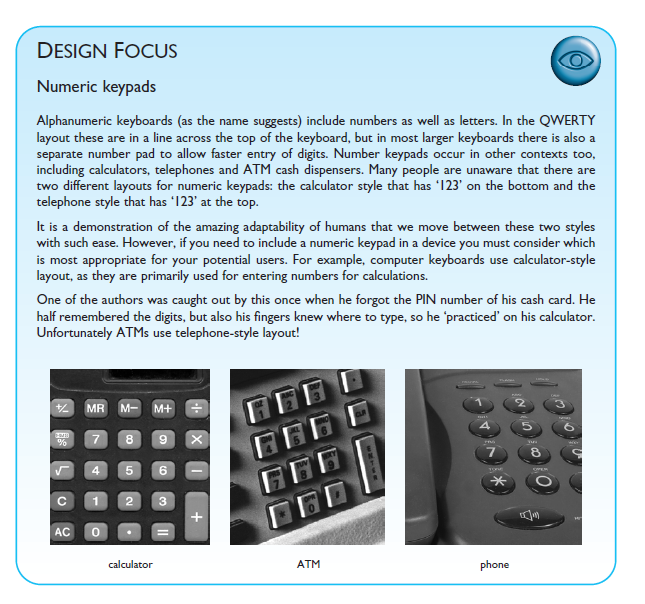 DESIGN FOCUS
Numeric keypads
Alphanumeric keyboards (as the name suggests) include numbers as well as letters. In the QWERTY
layout these are in a line across the top of the keyboard, but in most larger keyboards there is also a
separate number pad to allow faster entry of digits. Number keypads occur in other contexts too,
including calculators, telephones and ATM cash dispensers. Many people are unaware that there are
two different layouts for numeric keypads: the calculator style that has ‘123’ on the bottom and the
telephone style that has ‘123’ at the top.
It is a demonstration of the amazing adaptability of humans that we move between these two styles
with such ease. However, if you need to include a numeric keypad in a device you must consider which
is most appropriate for your potential users. For example, computer keyboards use calculator-style
layout, as they are primarily used for entering numbers for calculations.
One of the authors was caught out by this once when he forgot the PIN number of his cash card. He
half remembered the digits, but also his fingers knew where to type, so he ‘practiced’ on his calculator.
Unfortunately ATMs use telephone-style layout!
+/− MR M− M+ ÷
% 7 8 9 ×
√ 4 5 6 −
C 1 2 3 +
AC 0 . =
1 2 3
4 5 6
7 8 9
0
ENTER
1 2 3
4 5 6
7 8 9
* 0
calculator
ATM
phone